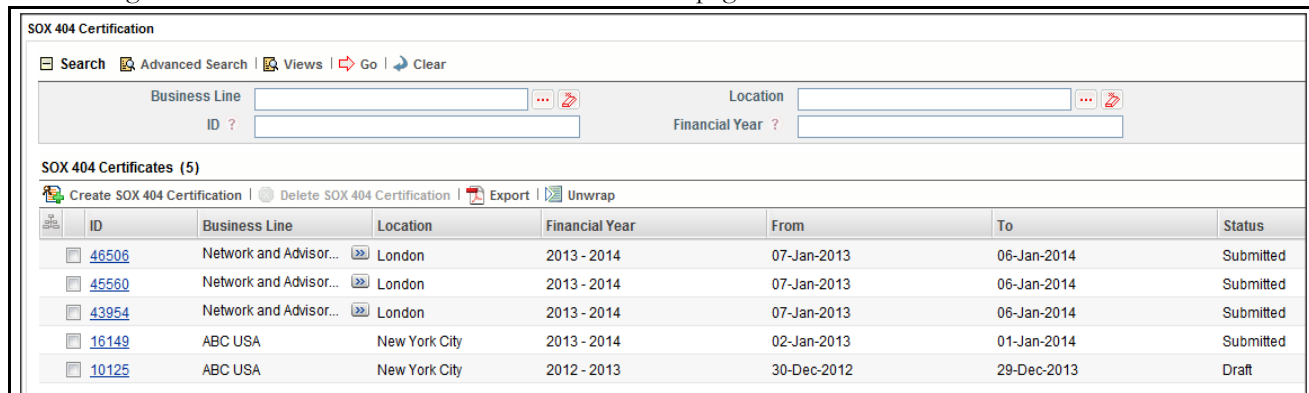 SOX 404 Certification
Search Advanced Search | Views | Go | Clear
Business Line ... Location ...
ID ? Financial Year ?
SOX 404 Certificates (5)
Create SOX 404 Certification | Delete SOX 404 Certification | Export | Unwrap
ID Business Line Location Financial Year From To Status
46506 Network and Advisor... >> London 2013 - 2014 07-Jan-2013 06-Jan-2014 Submitted
45560 Network and Advisor... >> London 2013 - 2014 07-Jan-2013 06-Jan-2014 Submitted
43954 Network and Advisor... >> London 2013 - 2014 07-Jan-2013 06-Jan-2014 Submitted
16149 ABC USA New York City 2013 - 2014 02-Jan-2013 01-Jan-2014 Submitted
10125 ABC USA New York City 2012 - 2013 30-Dec-2012 29-Dec-2013 Draft